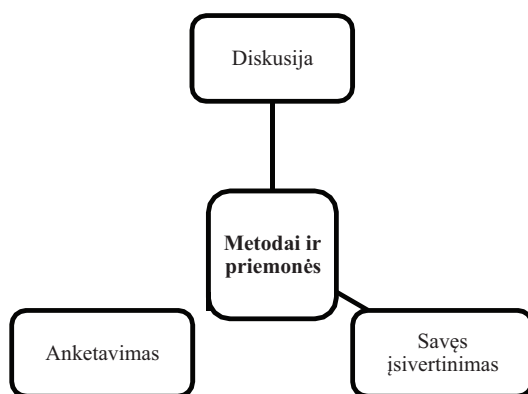 Diskusija
Metodai ir
priemonės
Anketavimas
Savęs
įsivertinimas